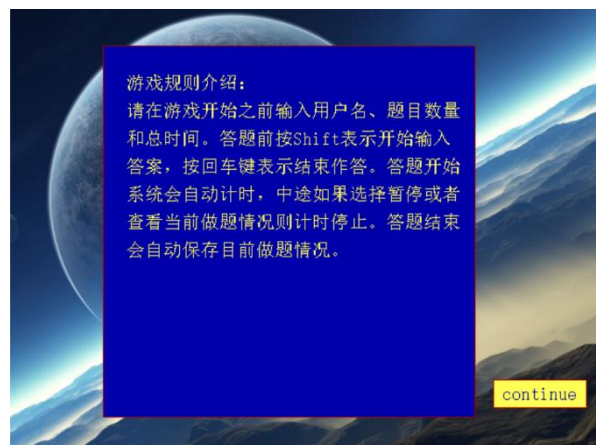 游戏规则介绍：
请在游戏开始之前输入用户名、题目数量
和总时间。答题前按Shift表示开始输入
答案，按回车键表示结束作答。答题开始
系统会自动计时，中途如果选择暂停或者
查看当前做题情况则计时停止。答题结束
会自动保存目前做题情况。
continue